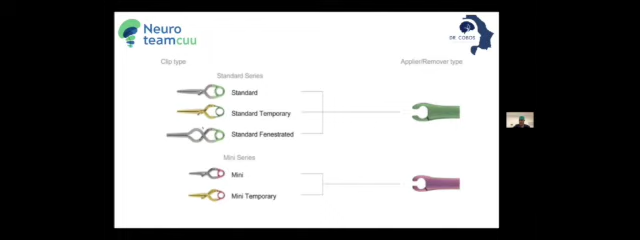 Neuro
teamcuu
DR. COBOS
Clip type
Applier/Remover type
Standard Series
Standard
Standard Temporary
Standard Fenestrated
Mini Series
Mini
Mini Temporary